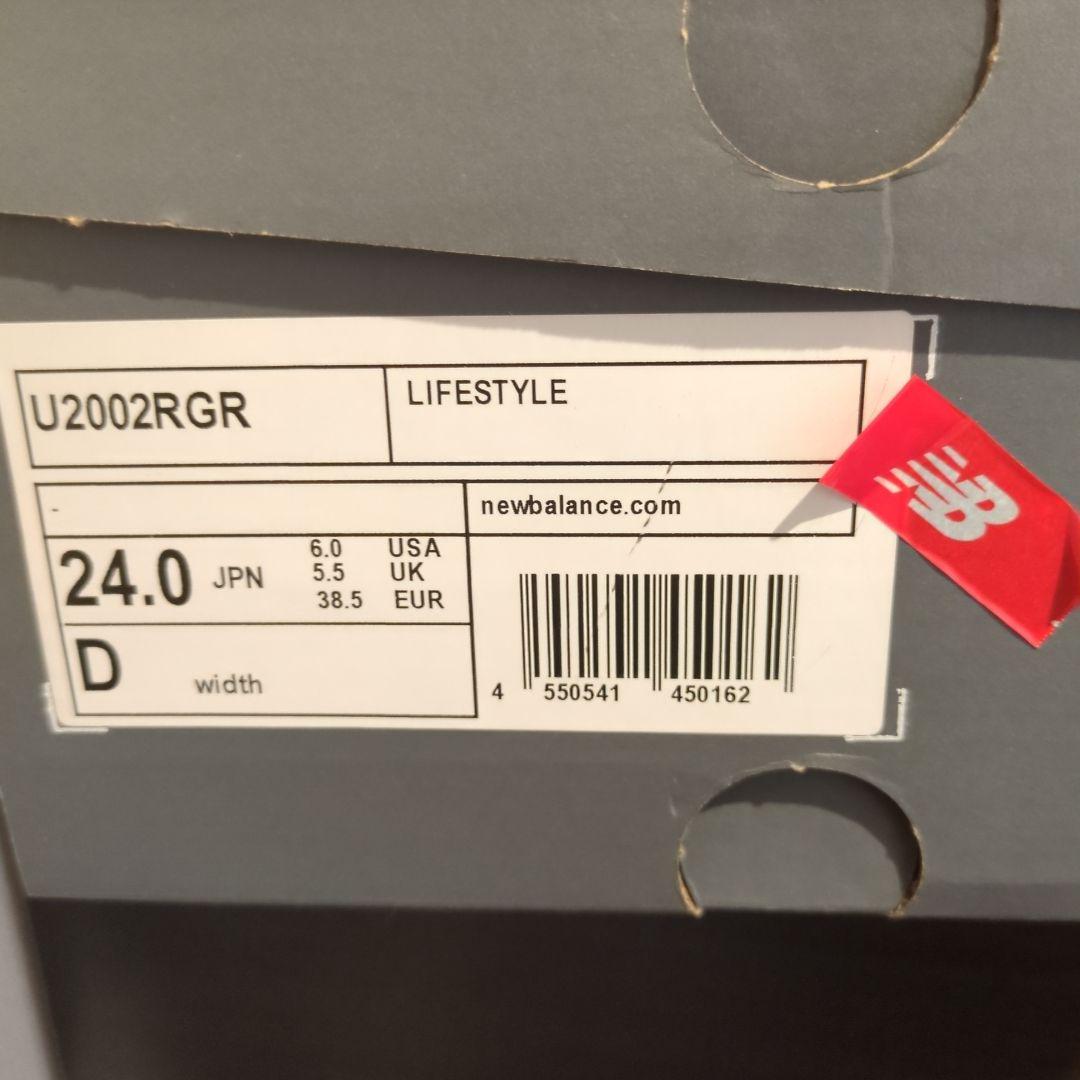 U2002RGR
LIFESTYLE
-
newbalance.com
24.0 JPN
6.0 USA
5.5 UK
38.5 EUR
D width
4 550541 450162
NB